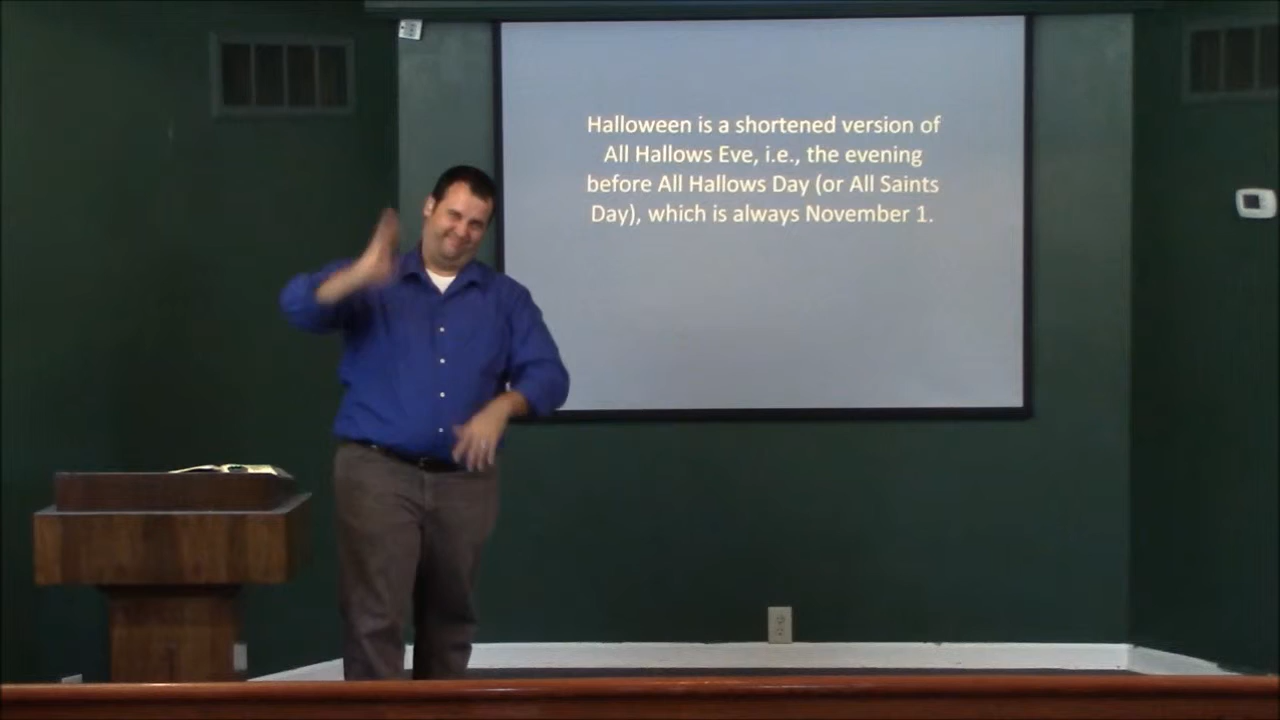 Halloween is a shortened version of
All Hallows Eve, i.e., the evening
before All Hallows Day (or All Saints
Day), which is always November 1.